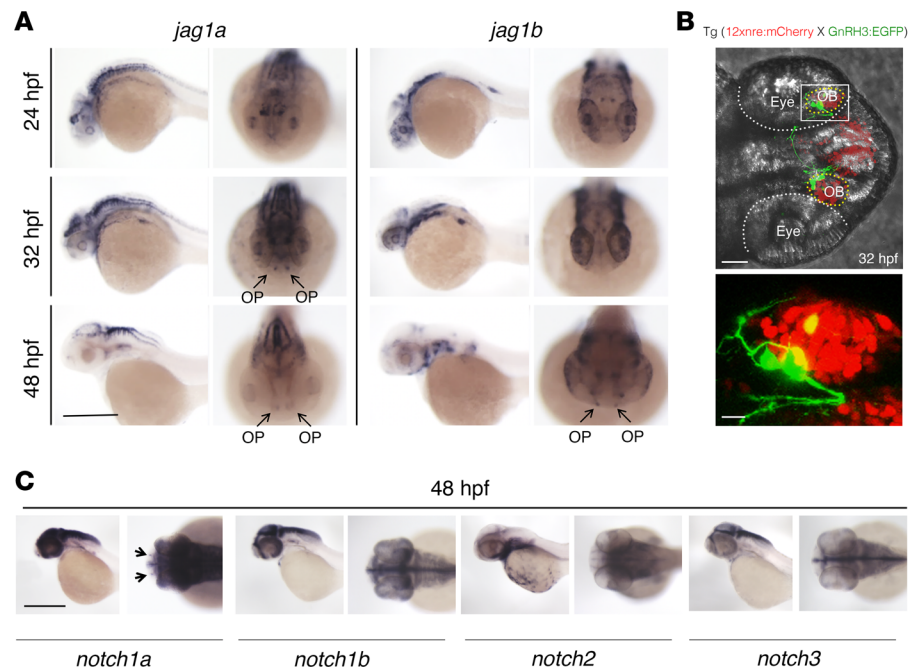 A
jag1a
jag1b
24 hpf
32 hpf
OP OP
48 hpf
OP OP
OP OP
B
Tg (12xnre:mCherry X GnRH3:EGFP)
OB
Eye
OB
Eye
32 hpf
C
48 hpf
notch1a
notch1b
notch2
notch3